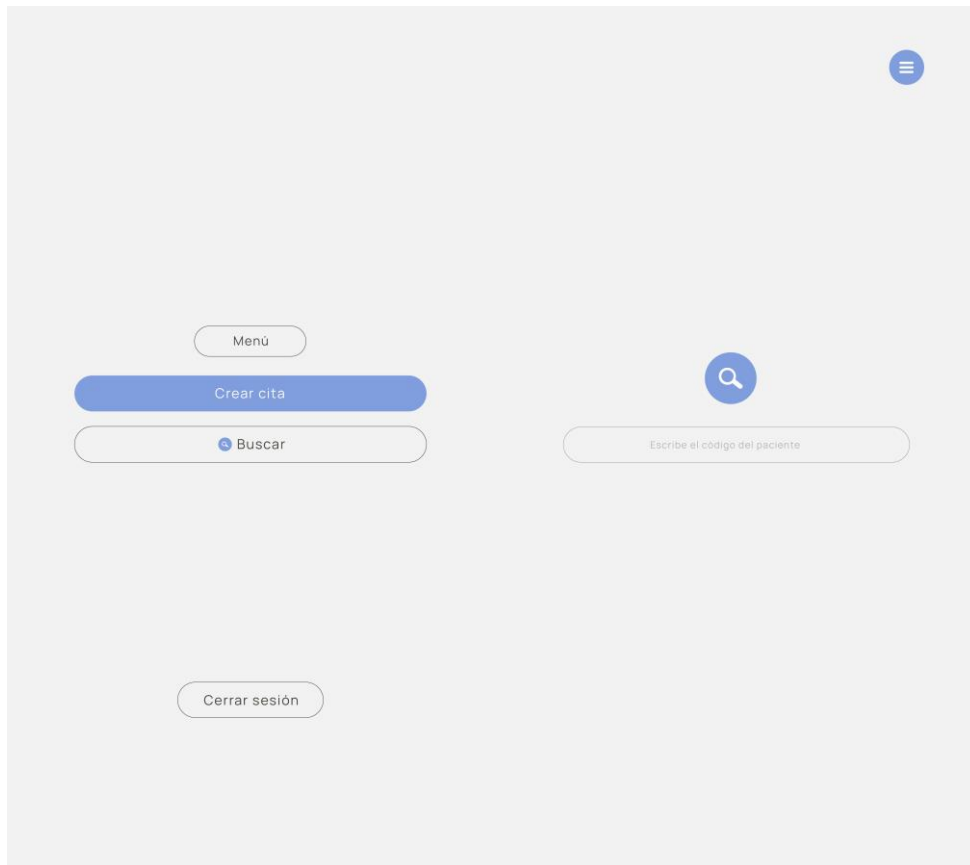 Menú
Crear cita
Buscar
Escribe el código del paciente
Cerrar sesión